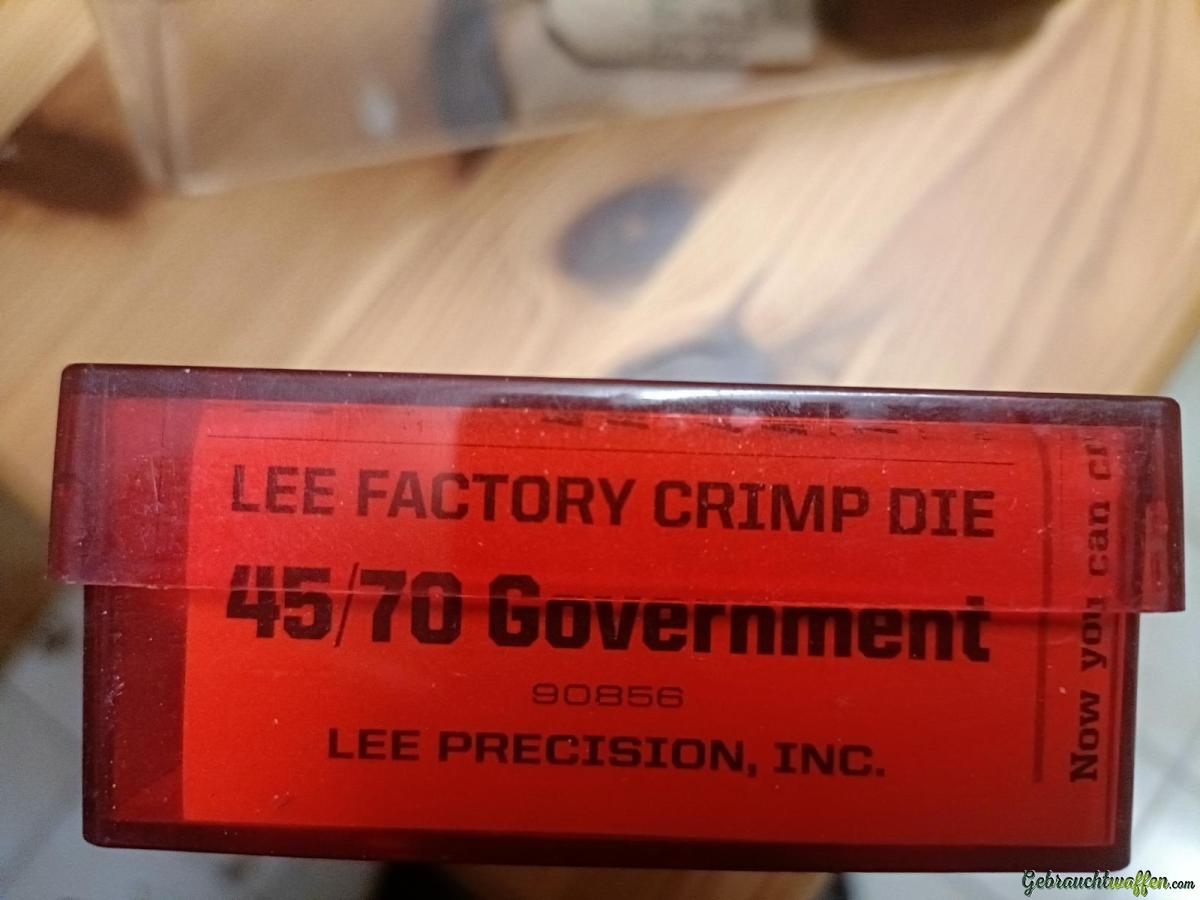 LEE FACTORY CRIMP DIE
45/70 Government
90856
LEE PRECISION, INC.
Now you can
Gebrauchtwaffen.com